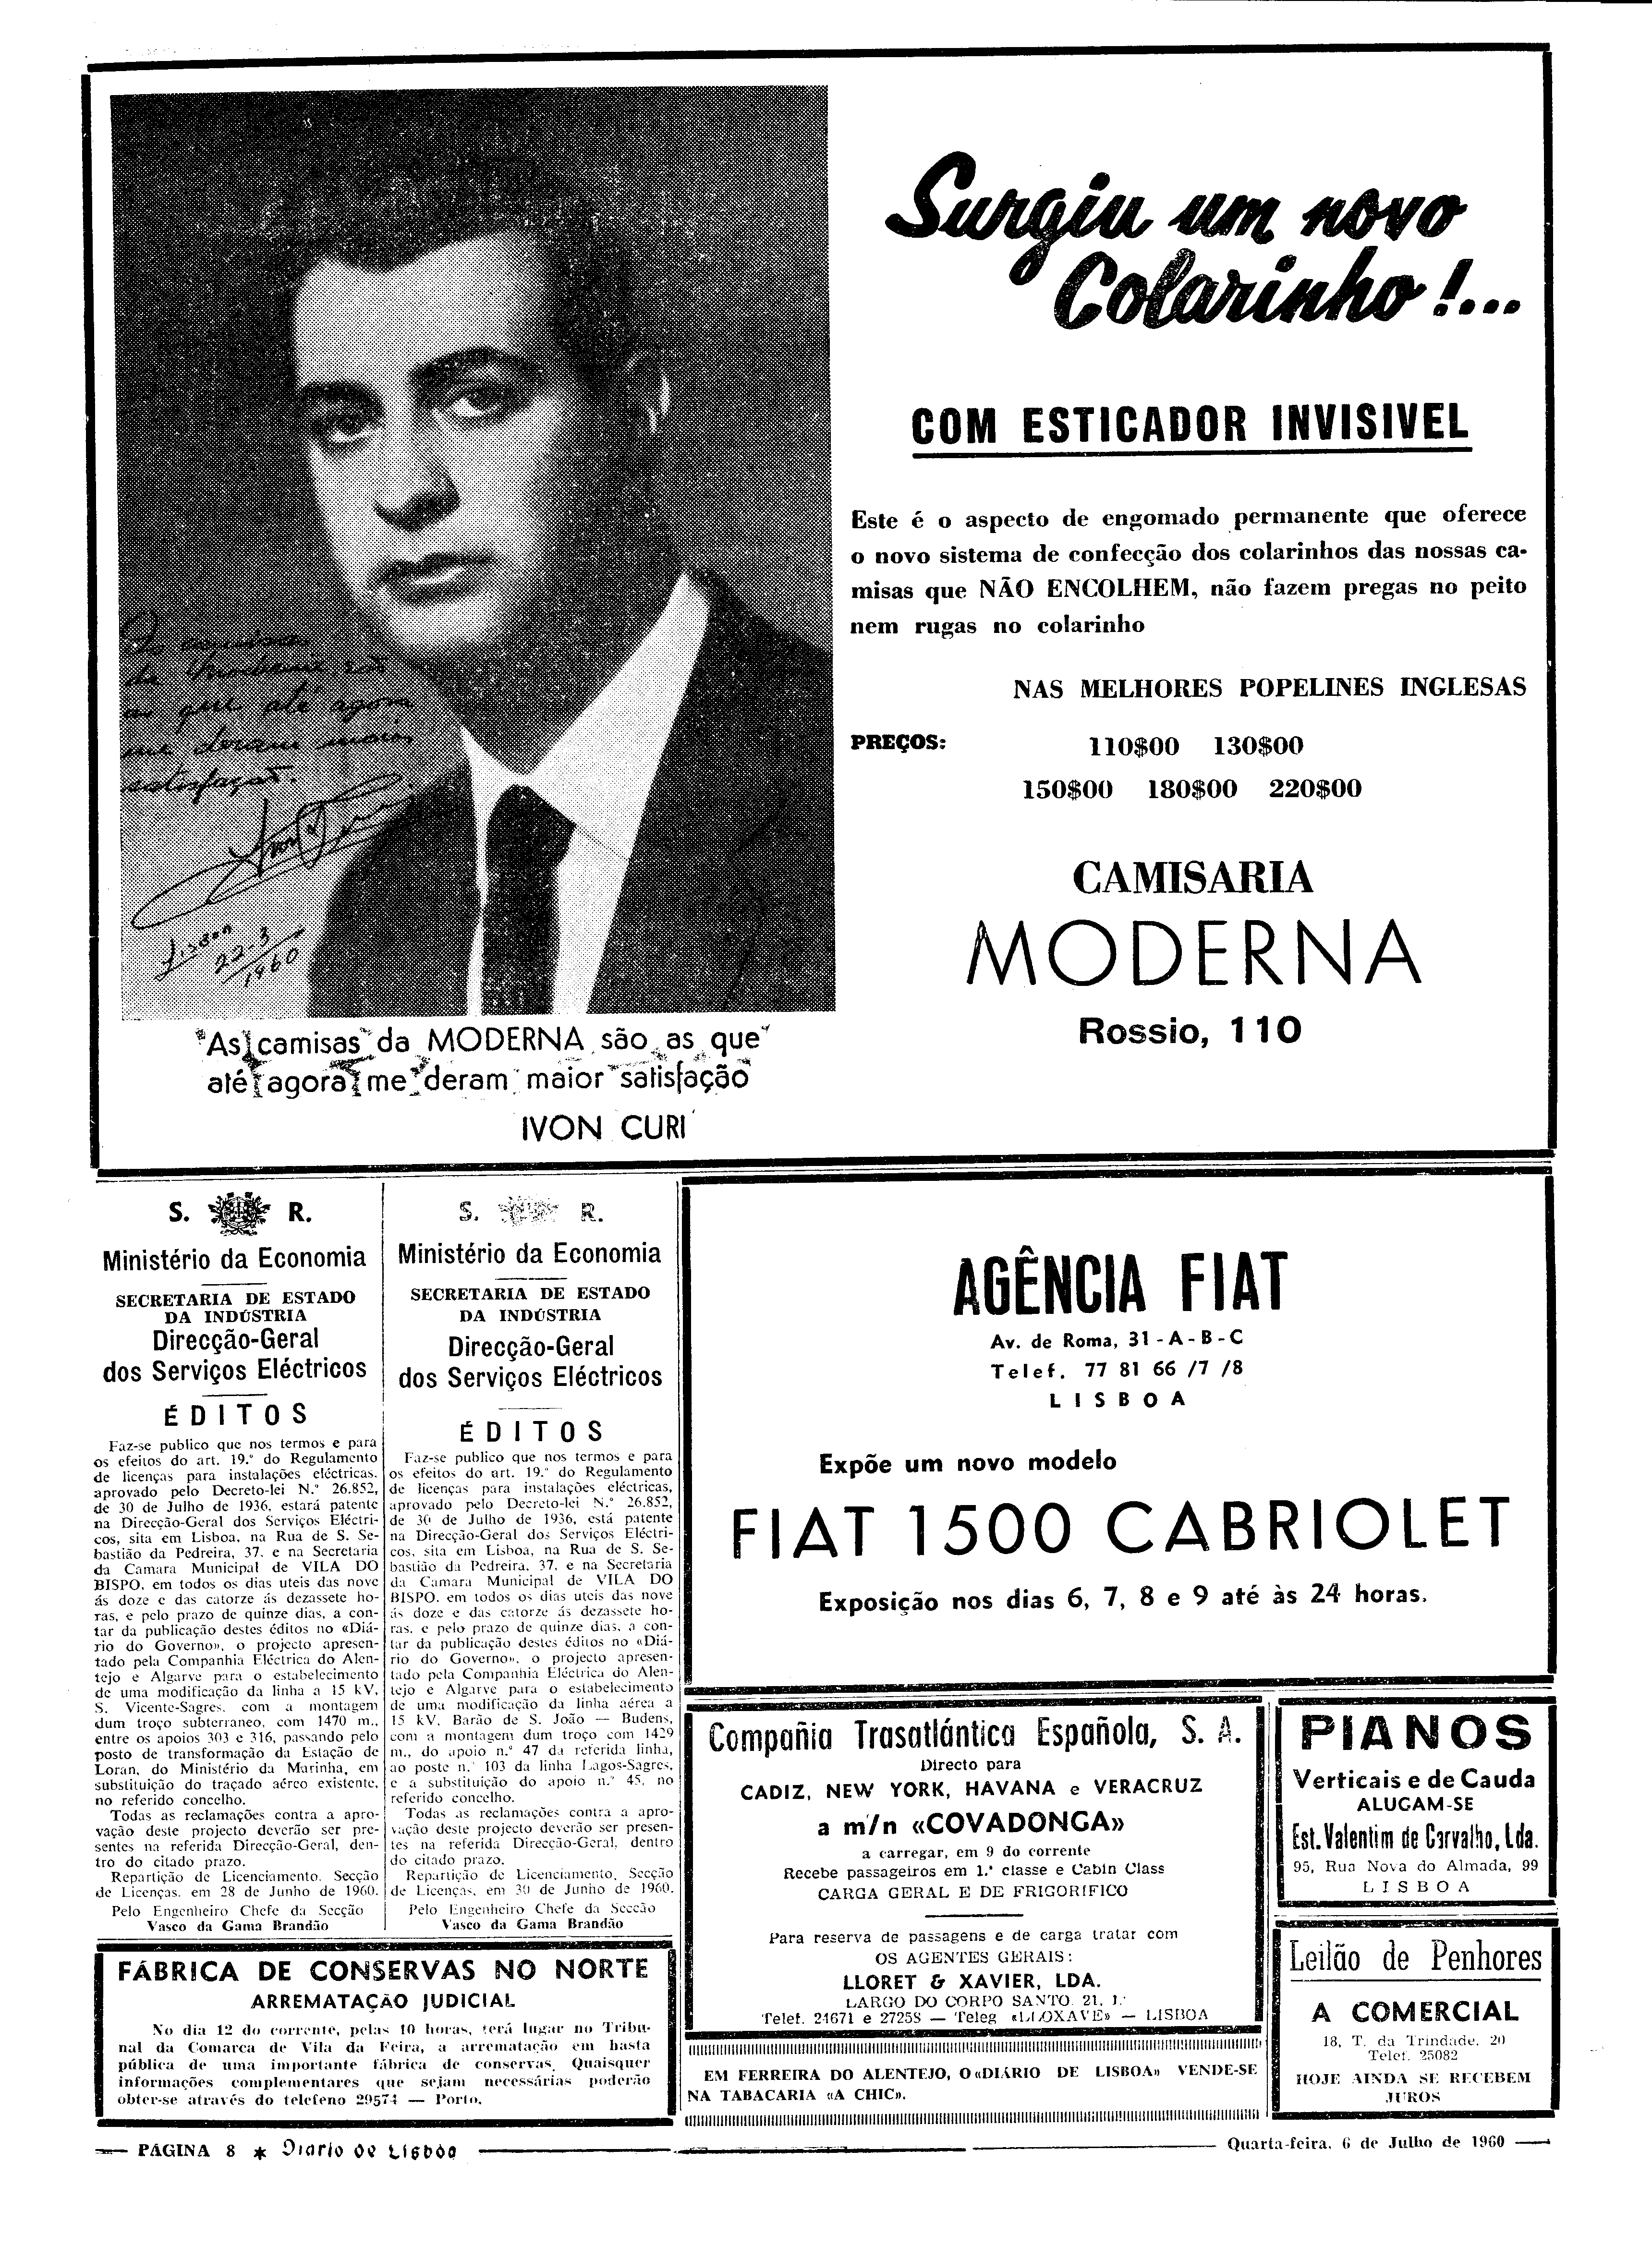 Surgiu um novo
Colarinho!...
COM ESTICADOR INVISIVEL
Este é o aspecto de engomado permanente que oferece
o novo sistema de confecção dos colarinhos das nossas ca-
misas que NÃO ENCOLHEM, não fazem pregas no peito
nem rugas no colarinho
NAS MELHORES POPELINES INGLESAS
PREÇOS:
110$00 130$00
150$00 180$00 220$00
CAMISARIA
MODERNA
Rossio, 110
As camisas
da Moderna são
as que até agora
me deram maior
satisfação.
Lisboa
22-3
1960
"As camisas da MODERNA são as que
até agora me deram maior satisfação
IVON CURI
S. R.
Ministério da Economia
SECRETARIA DE ESTADO
DA INDÚSTRIA
Direcção-Geral
dos Serviços Eléctricos
ÉDITOS
Faz-se publico que nos termos e para
os efeitos do art. 19.º do Regulamento
de licenças para instalações eléctricas,
aprovado pelo Decreto-lei N.º 26.852,
de 30 de Julho de 1936, estará patente
na Direcção-Geral dos Serviços Eléctri-
cos, sita em Lisboa, na Rua de S. Se-
bastião da Pedreira, 37, e na Secretaria
da Camara Municipal de VILA DO
BISPO, em todos os dias uteis das nove
ás doze e das catorze ás dezassete ho-
ras, e pelo prazo de quinze dias, a con-
tar da publicação destes éditos no «Diá-
rio do Governo», o projecto apresen-
tado pela Companhia Eléctrica do Alen-
tejo e Algarve para o estabelecimento
de uma modificação da linha a 15 kV,
S. Vicente-Sagres, com a montagem
dum troço subterraneo, com 1470 m.,
entre os apoios 303 e 316, passando pelo
posto de transformação da Estação de
Loran, do Ministério da Marinha, em
substituição do traçado aéreo existente,
no referido concelho.
Todas as reclamações contra a apro-
vação deste projecto deverão ser pre-
sentes na referida Direcção-Geral, den-
tro do citado prazo.
Repartição de Licenciamento, Secção
de Licenças, em 28 de Junho de 1960.
Pelo Engenheiro Chefe da Secção
Vasco da Gama Brandão
S. R.
Ministério da Economia
SECRETARIA DE ESTADO
DA INDÚSTRIA
Direcção-Geral
dos Serviços Eléctricos
ÉDITOS
Faz-se publico que nos termos e para
os efeitos do art. 19.º do Regulamento
de licenças para instalações eléctricas,
aprovado pelo Decreto-lei N.º 26.852,
de 30 de Julho de 1936, está patente
na Direcção-Geral dos Serviços Eléctri-
cos, sita em Lisboa, na Rua de S. Se-
bastião da Pedreira, 37, e na Secretaria
da Camara Municipal de VILA DO
BISPO, em todos os dias uteis das nove
ás doze e das catorze ás dezassete ho-
ras, e pelo prazo de quinze dias, a con-
tar da publicação destes éditos no «Diá-
rio do Governo», o projecto apresen-
tado pela Companhia Eléctrica do Alen-
tejo e Algarve para o estabelecimento
de uma modificação da linha aérea a
15 kV, Barão de S. João — Budens,
com a montagem dum troço com 1429
m., do apoio n.º 47 da referida linha,
ao poste n.º 103 da linha Lagos-Sagres,
e a substituição do apoio n.º 45, no
referido concelho.
Todas as reclamações contra a apro-
vação deste projecto deverão ser presen-
tes na referida Direcção-Geral, dentro
do citado prazo.
Repartição de Licenciamento, Secção
de Licenças, em 30 de Junho de 1960.
Pelo Engenheiro Chefe da Secção
Vasco da Gama Brandão
FÁBRICA DE CONSERVAS NO NORTE
ARREMATAÇÃO JUDICIAL
No dia 12 do corrente, pelas 10 horas, terá lugar no Tribu-
nal da Comarca de Vila da Feira, a arrematação em hasta
pública de uma importante fábrica de conservas. Quaisquer
informações complementares que sejam necessárias poderão
obter-se através do telefeno 29574 — Porto.
AGÊNCIA FIAT
Av. de Roma, 31-A-B-C
Telef. 77 81 66 /7 /8
LISBOA
Expõe um novo modelo
FIAT 1500 CABRIOLET
Exposição nos dias 6, 7, 8 e 9 até às 24 horas.
Compañia Trasatlántica Española, S. A.
Directo para
CADIZ, NEW YORK, HAVANA e VERACRUZ
a m/n «COVADONGA»
a carregar, em 9 do corrente
Recebe passageiros em 1.ª classe e Cabin Class
CARGA GERAL E DE FRIGORIFICO
Para reserva de passagens e de carga tratar com
OS AGENTES GERAIS:
LLORET & XAVIER, LDA.
LARGO DO CORPO SANTO, 21, 1.º
Telef. 24671 e 27258 — Teleg «LLOXAVE» — LISBOA
EM FERREIRA DO ALENTEJO, O «DIÁRIO DE LISBOA» VENDE-SE
NA TABACARIA «A CHIC».
PIANOS
Verticais e de Cauda
ALUGAM-SE
Est. Valentim de Carvalho, Lda.
95, Rua Nova do Almada, 99
LISBOA
Leilão de Penhores
A COMERCIAL
18, T. da Trindade, 20
Telef. 25082
HOJE AINDA SE RECEBEM
JUROS
PÁGINA 8 * Diario de Lisboa
Quarta-feira, 6 de Julho de 1960